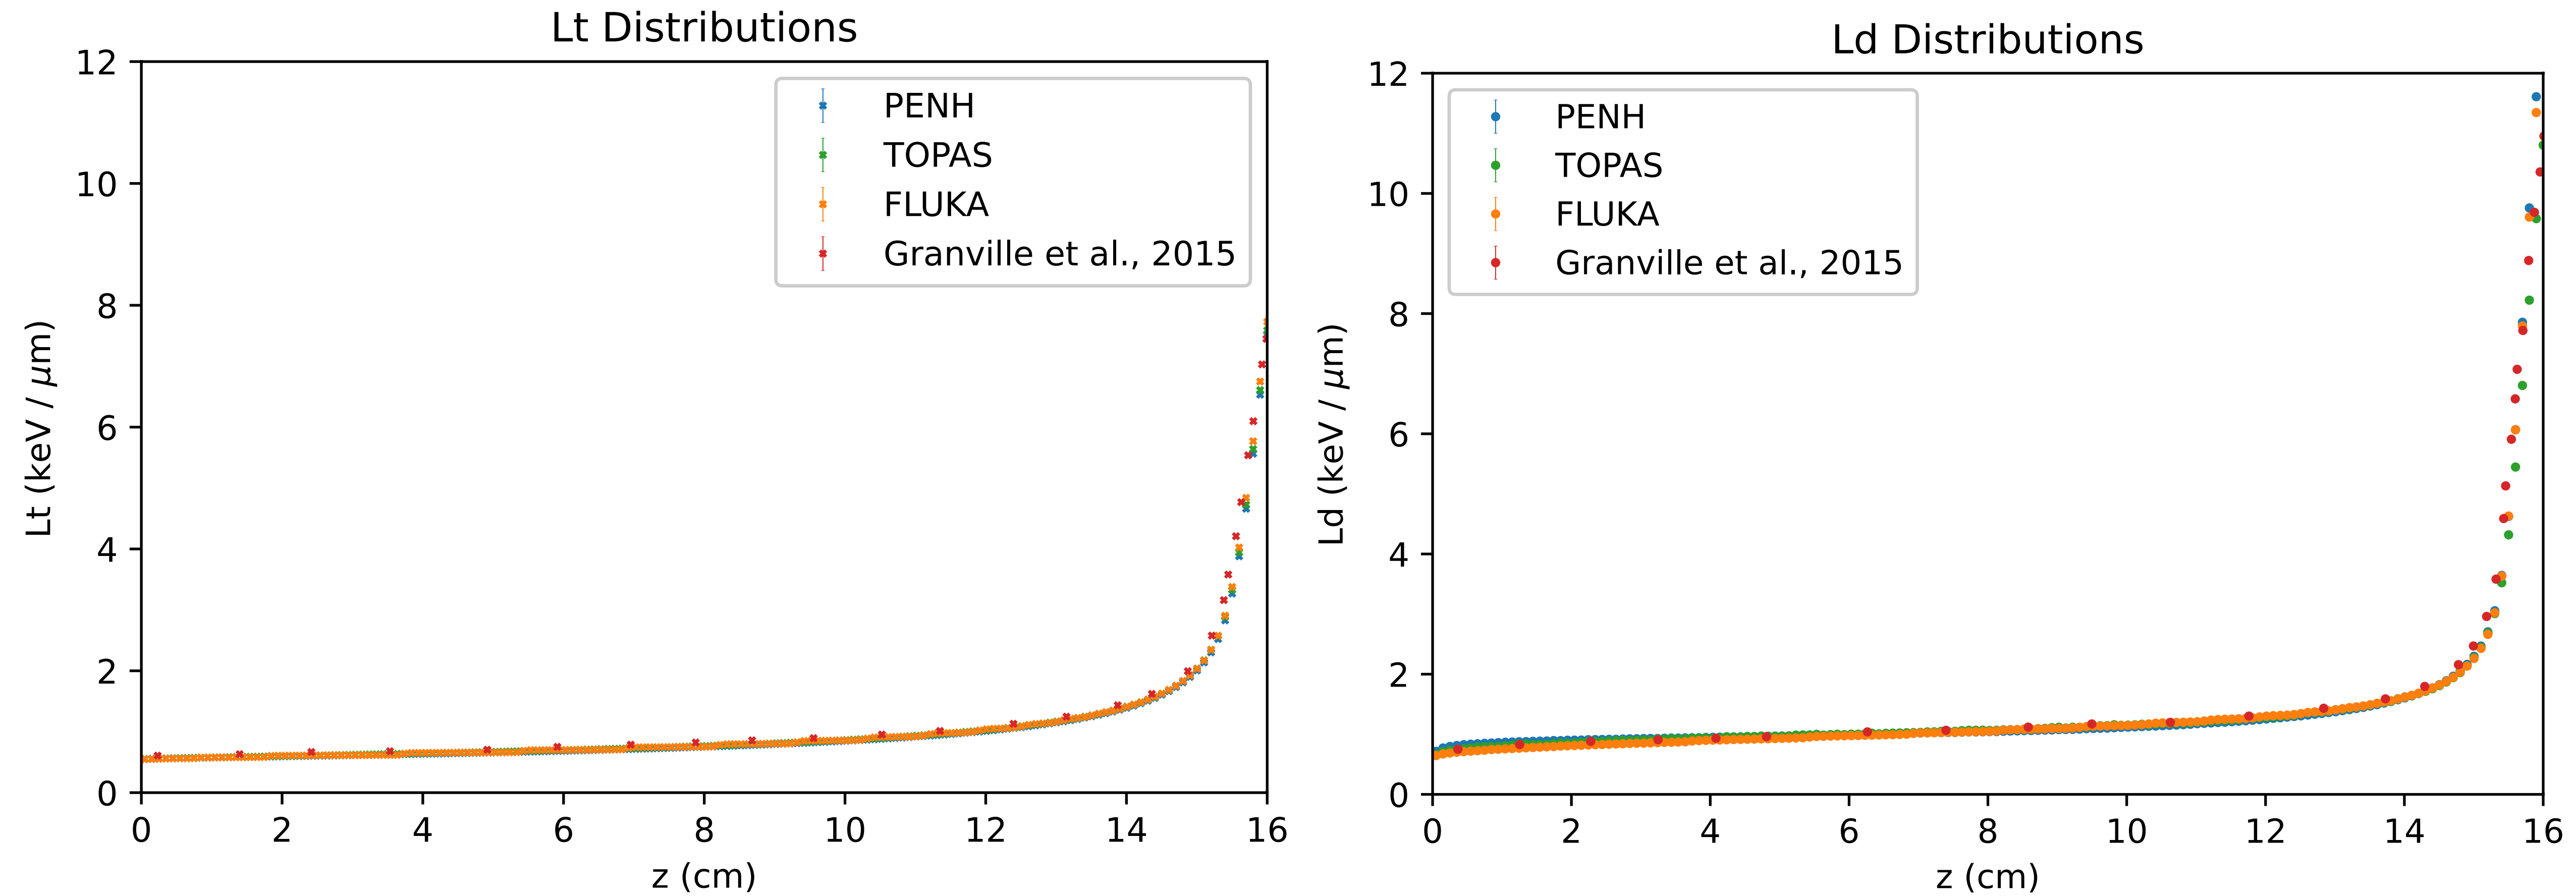 Lt Distributions
12
10
8
6
4
2
0
Lt (keV / μm)
PENH
TOPAS
FLUKA
Granville et al., 2015
0 2 4 6 8 10 12 14 16
z (cm)
Ld Distributions
12
10
8
6
4
2
0
Ld (keV / μm)
PENH
TOPAS
FLUKA
Granville et al., 2015
0 2 4 6 8 10 12 14 16
z (cm)